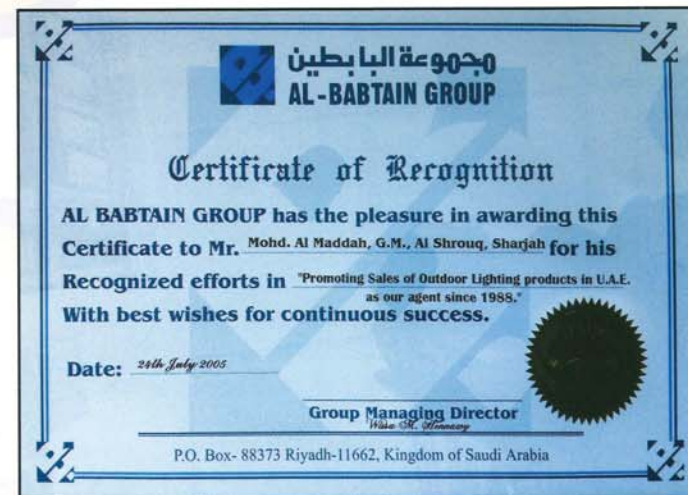 مجموعة البابطين
AL-BABTAIN GROUP
Certificate of Recognition
AL BABTAIN GROUP has the pleasure in awarding this
Certificate to Mr. Mohd. Al Maddah, G.M., Al Shrouq, Sharjah for his
Recognized efforts in "Promoting Sales of Outdoor Lighting products in U.A.E.
as our agent since 1988."
With best wishes for continuous success.
Date: 24th July 2005
Group Managing Director
M. Hennawy
P.O. Box- 88373 Riyadh-11662, Kingdom of Saudi Arabia